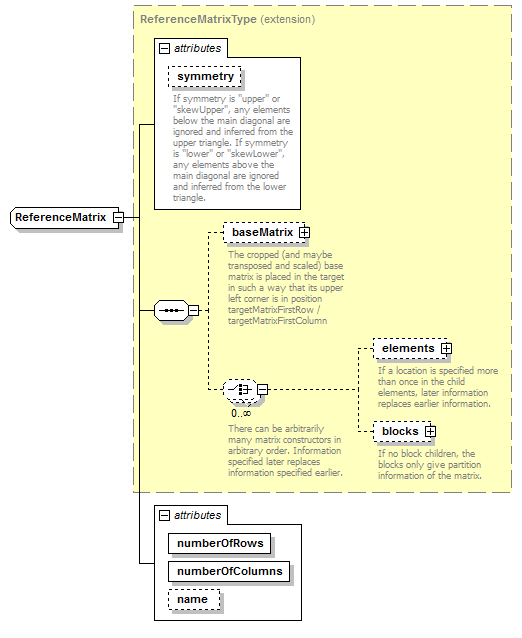 ReferenceMatrixType (extension)
attributes
symmetry
If symmetry is "upper" or
"skewUpper", any elements
below the main diagonal are
ignored and inferred from the
upper triangle. If symmetry
is "lower" or "skewLower",
any elements above the
main diagonal are ignored
and inferred from the lower
triangle.
ReferenceMatrix
baseMatrix
The cropped (and maybe
transposed and scaled) base
matrix is placed in the target
in such a way that its upper
left corner is in position
targetMatrixFirstRow /
targetMatrixFirstColumn
elements
If a location is specified more
than once in the child
elements, later information
replaces earlier information.
0..∞
There can be arbitrarily
many matrix constructors in
arbitrary order. Information
specified later replaces
information specified earlier.
blocks
If no block children, the
blocks only give partition
information of the matrix.
attributes
numberOfRows
numberOfColumns
name